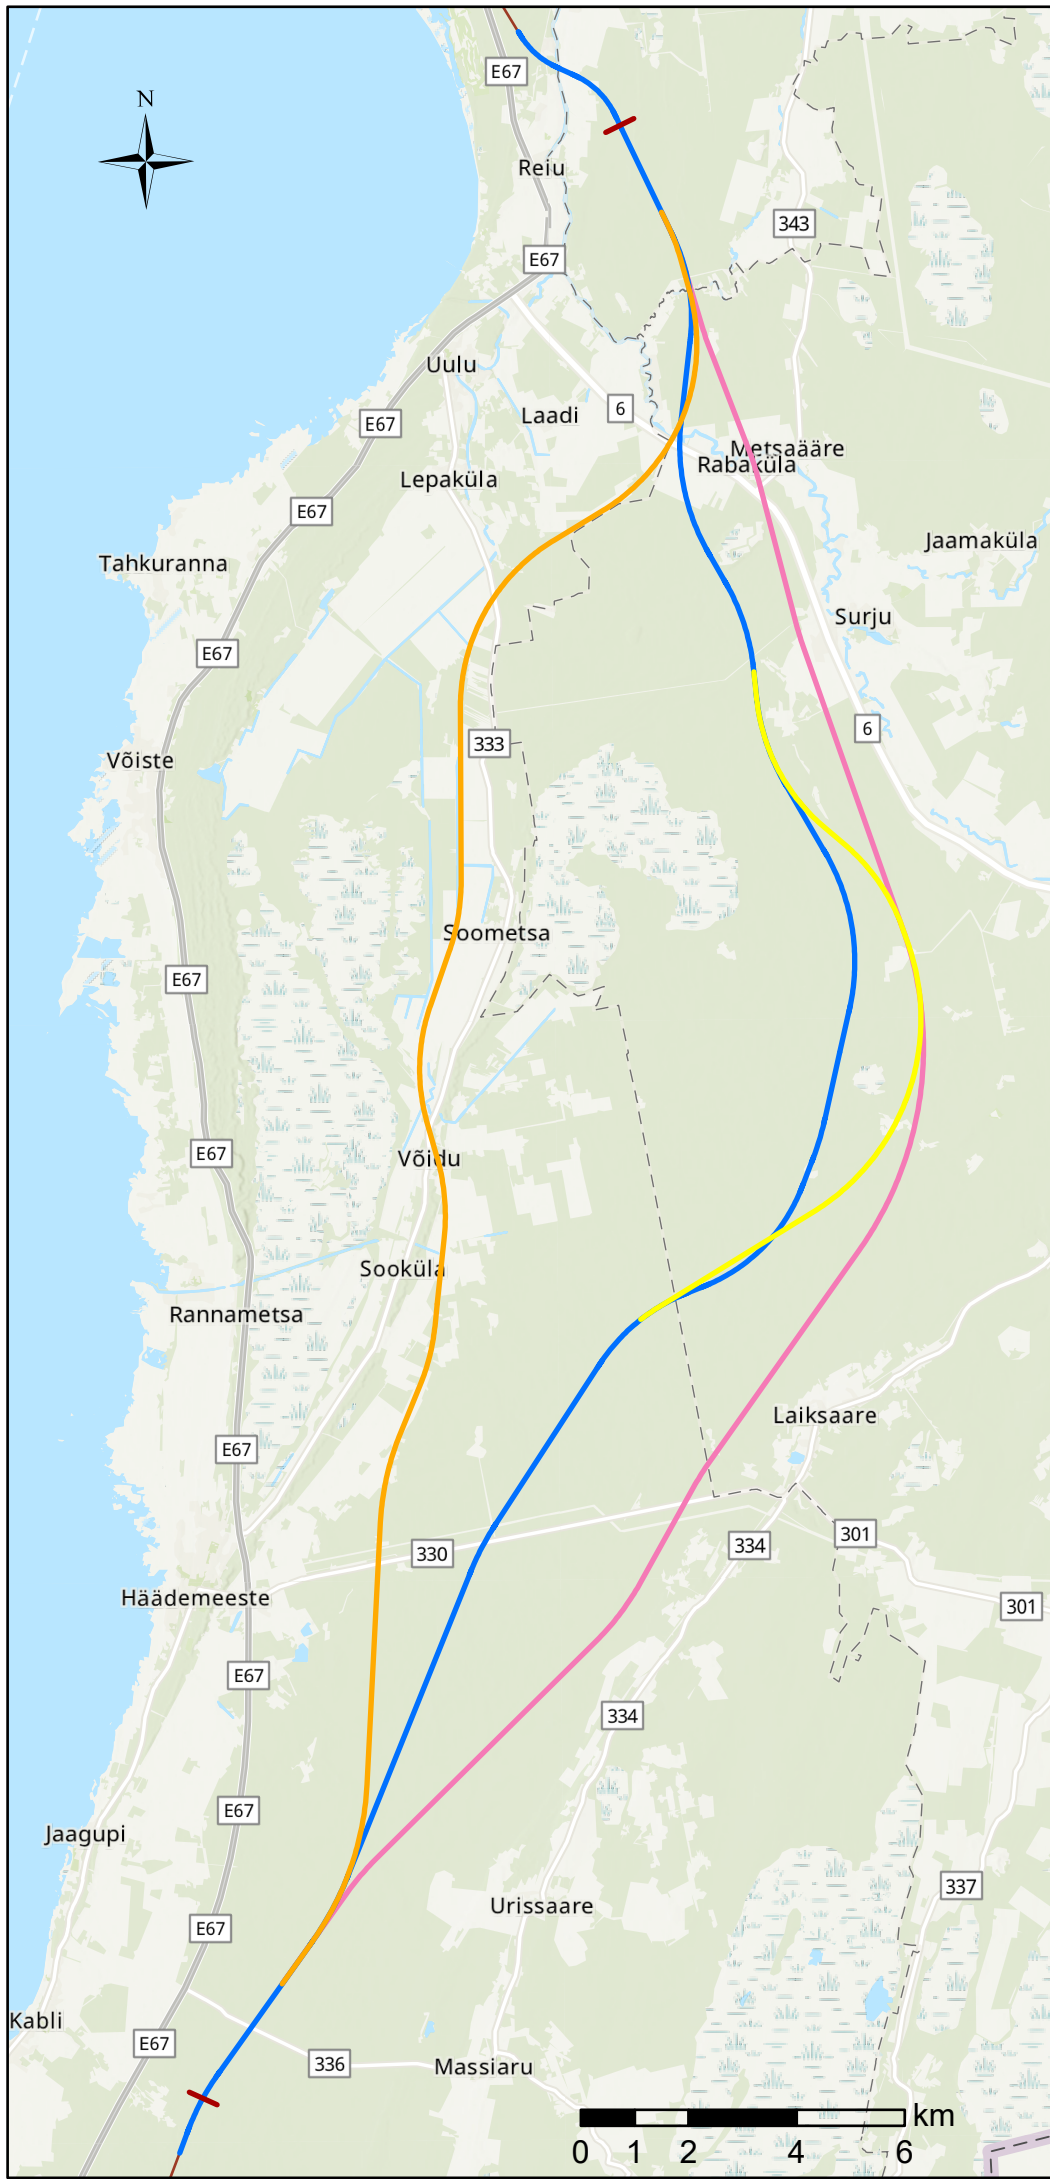 E67
N
Reiu
343
E67
Uulu
6
Laadi
E67
Metsaääre
Rabaküla
Lepaküla
E67
Jaamaküla
Tahkuranna
Surju
E67
6
333
Võiste
Soometsa
E67
E67
Võidu
Sooküla
Rannametsa
Laiksaare
E67
301
334
330
Häädemeeste
301
E67
334
E67
Jaagupi
337
Urissaare
E67
Kabli
E67
336
Massiaru
km
0 1 2 4 6